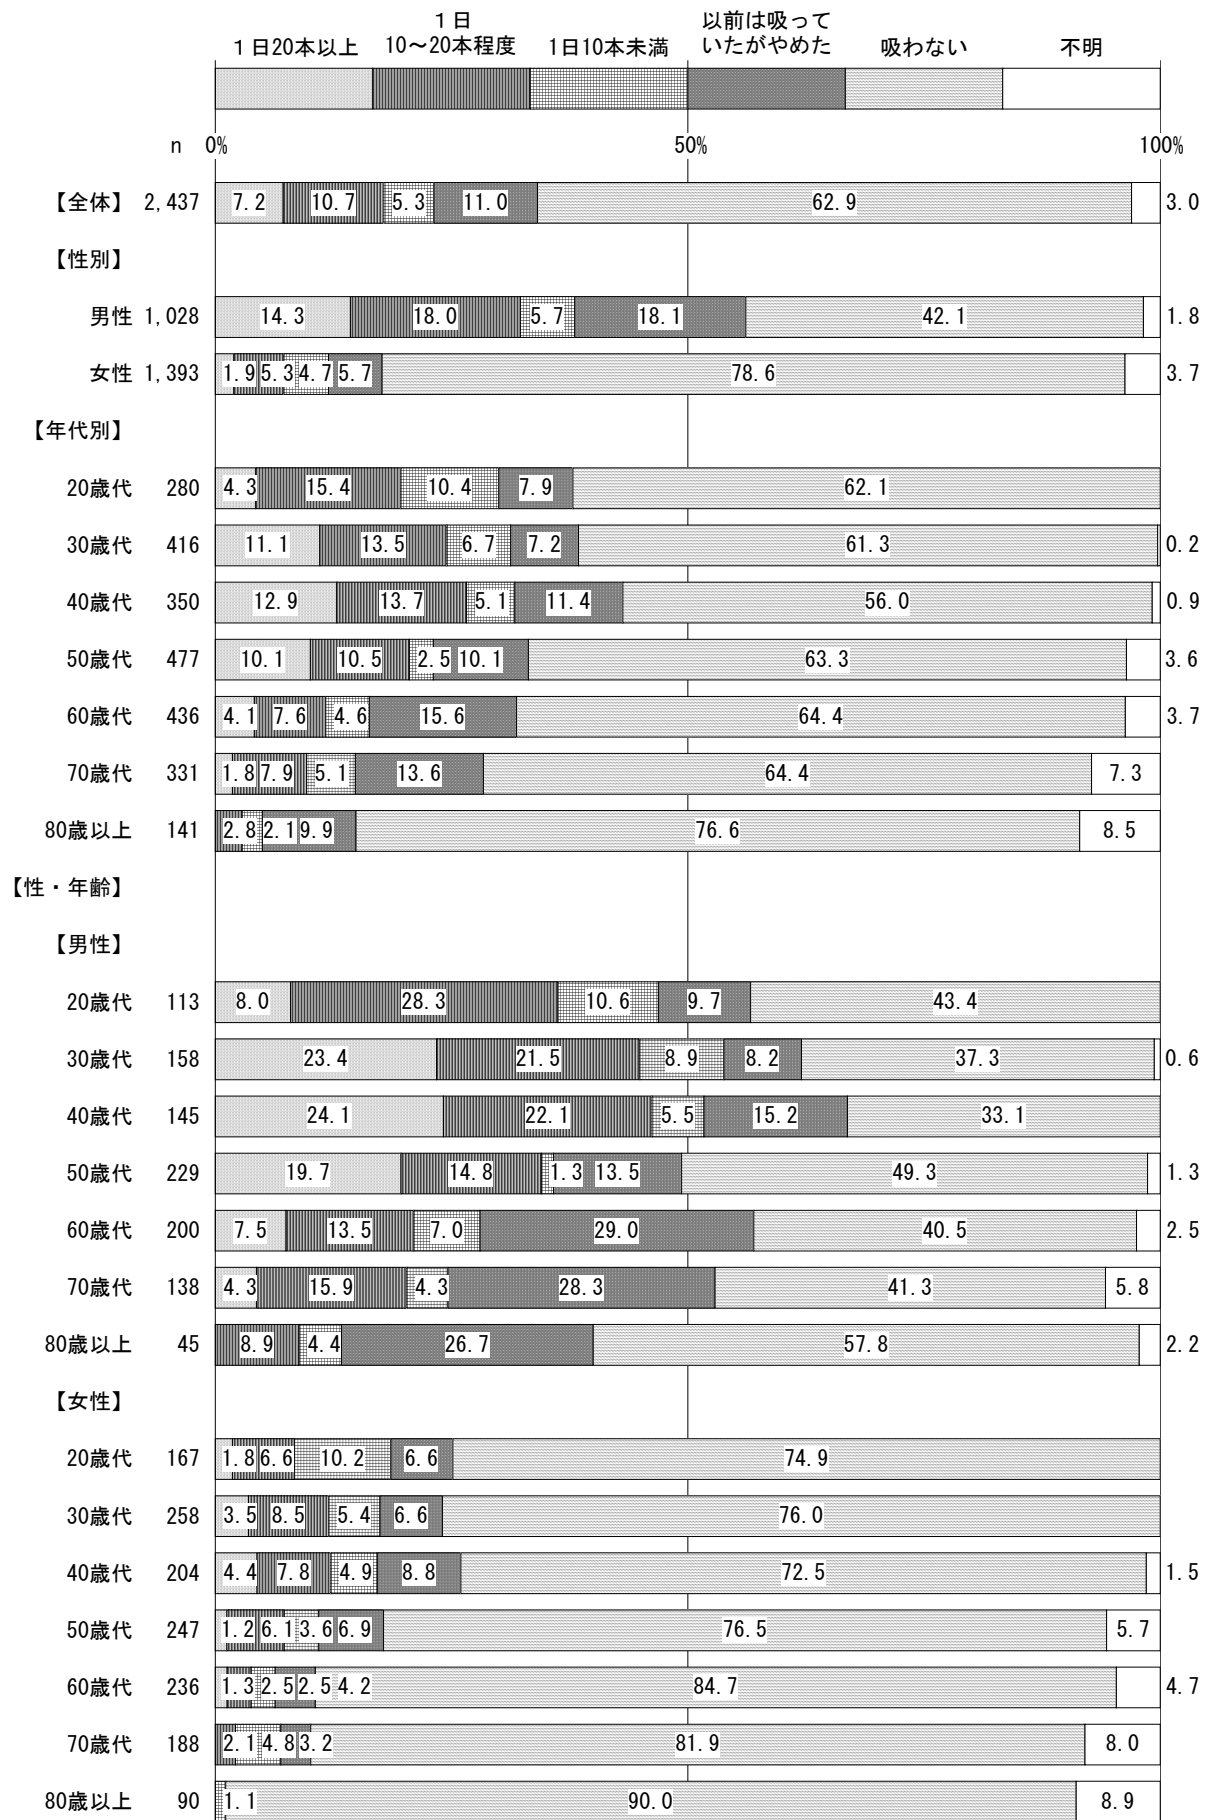 １日20本以上
１日
10～20本程度
1日10本未満
以前は吸って
いたがやめた
吸わない
不明
n 0% 50% 100%
【全体】 2,437 7.2 10.7 5.3 11.0 62.9 3.0
【性別】
男性 1,028 14.3 18.0 5.7 18.1 42.1 1.8
女性 1,393 1.9 5.3 4.7 5.7 78.6 3.7
【年代別】
20歳代 280 4.3 15.4 10.4 7.9 62.1
30歳代 416 11.1 13.5 6.7 7.2 61.3 0.2
40歳代 350 12.9 13.7 5.1 11.4 56.0 0.9
50歳代 477 10.1 10.5 2.5 10.1 63.3 3.6
60歳代 436 4.1 7.6 4.6 15.6 64.4 3.7
70歳代 331 1.8 7.9 5.1 13.6 64.4 7.3
80歳以上 141 2.8 2.1 9.9 76.6 8.5
【性・年齢】
【男性】
20歳代 113 8.0 28.3 10.6 9.7 43.4
30歳代 158 23.4 21.5 8.9 8.2 37.3 0.6
40歳代 145 24.1 22.1 5.5 15.2 33.1
50歳代 229 19.7 14.8 1.3 13.5 49.3 1.3
60歳代 200 7.5 13.5 7.0 29.0 40.5 2.5
70歳代 138 4.3 15.9 4.3 28.3 41.3 5.8
80歳以上 45 8.9 4.4 26.7 57.8 2.2
【女性】
20歳代 167 1.8 6.6 10.2 6.6 74.9
30歳代 258 3.5 8.5 5.4 6.6 76.0
40歳代 204 4.4 7.8 4.9 8.8 72.5 1.5
50歳代 247 1.2 6.1 3.6 6.9 76.5 5.7
60歳代 236 1.3 2.5 2.5 4.2 84.7 4.7
70歳代 188 2.1 4.8 3.2 81.9 8.0
80歳以上 90 1.1 90.0 8.9